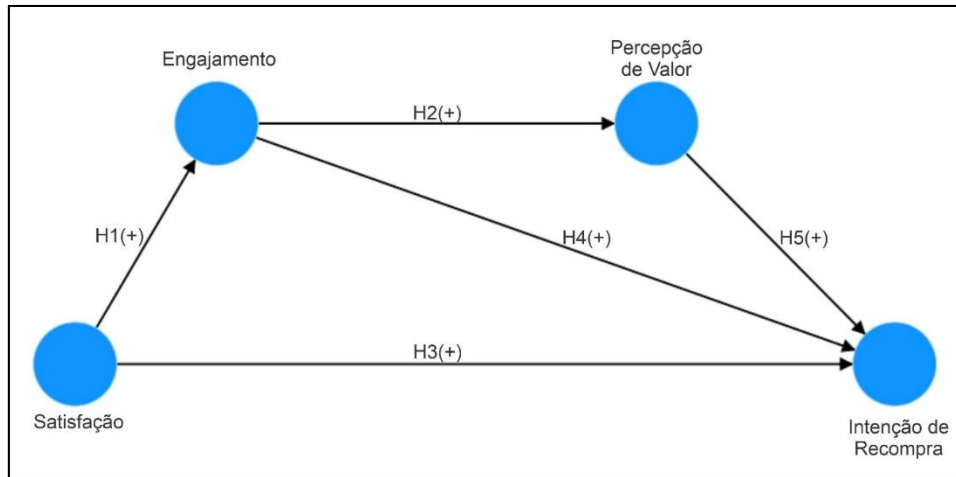 Engajamento
Percepção
de Valor
H2(+)
H1(+)
H4(+)
H5(+)
H3(+)
Satisfação
Intenção de
Recompra